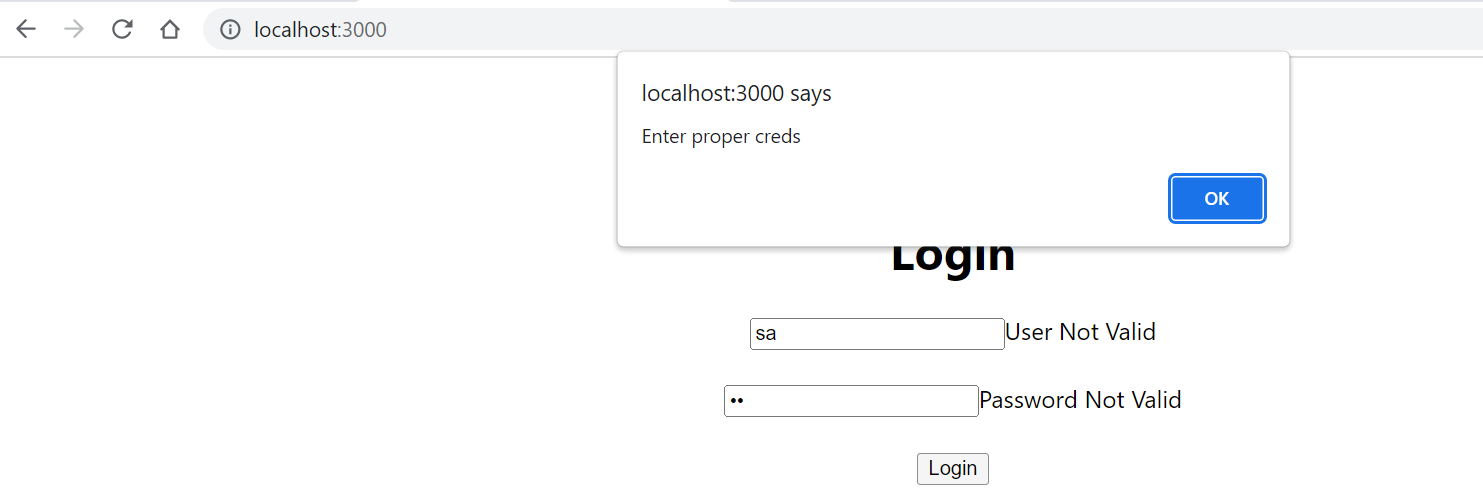 localhost:3000
localhost:3000 says
Enter proper creds
OK
Login
sa User Not Valid
•• Password Not Valid
Login